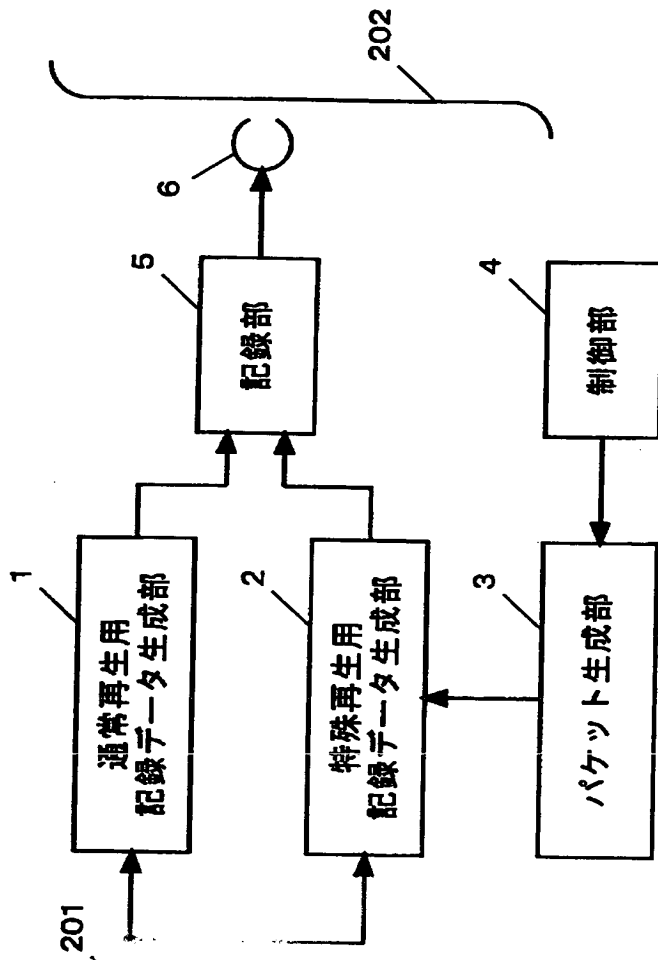 201
1
通常再生用
記録データ生成部
2
特殊再生用
記録データ生成部
3
パケット生成部
4
制御部
5
記録部
6
202